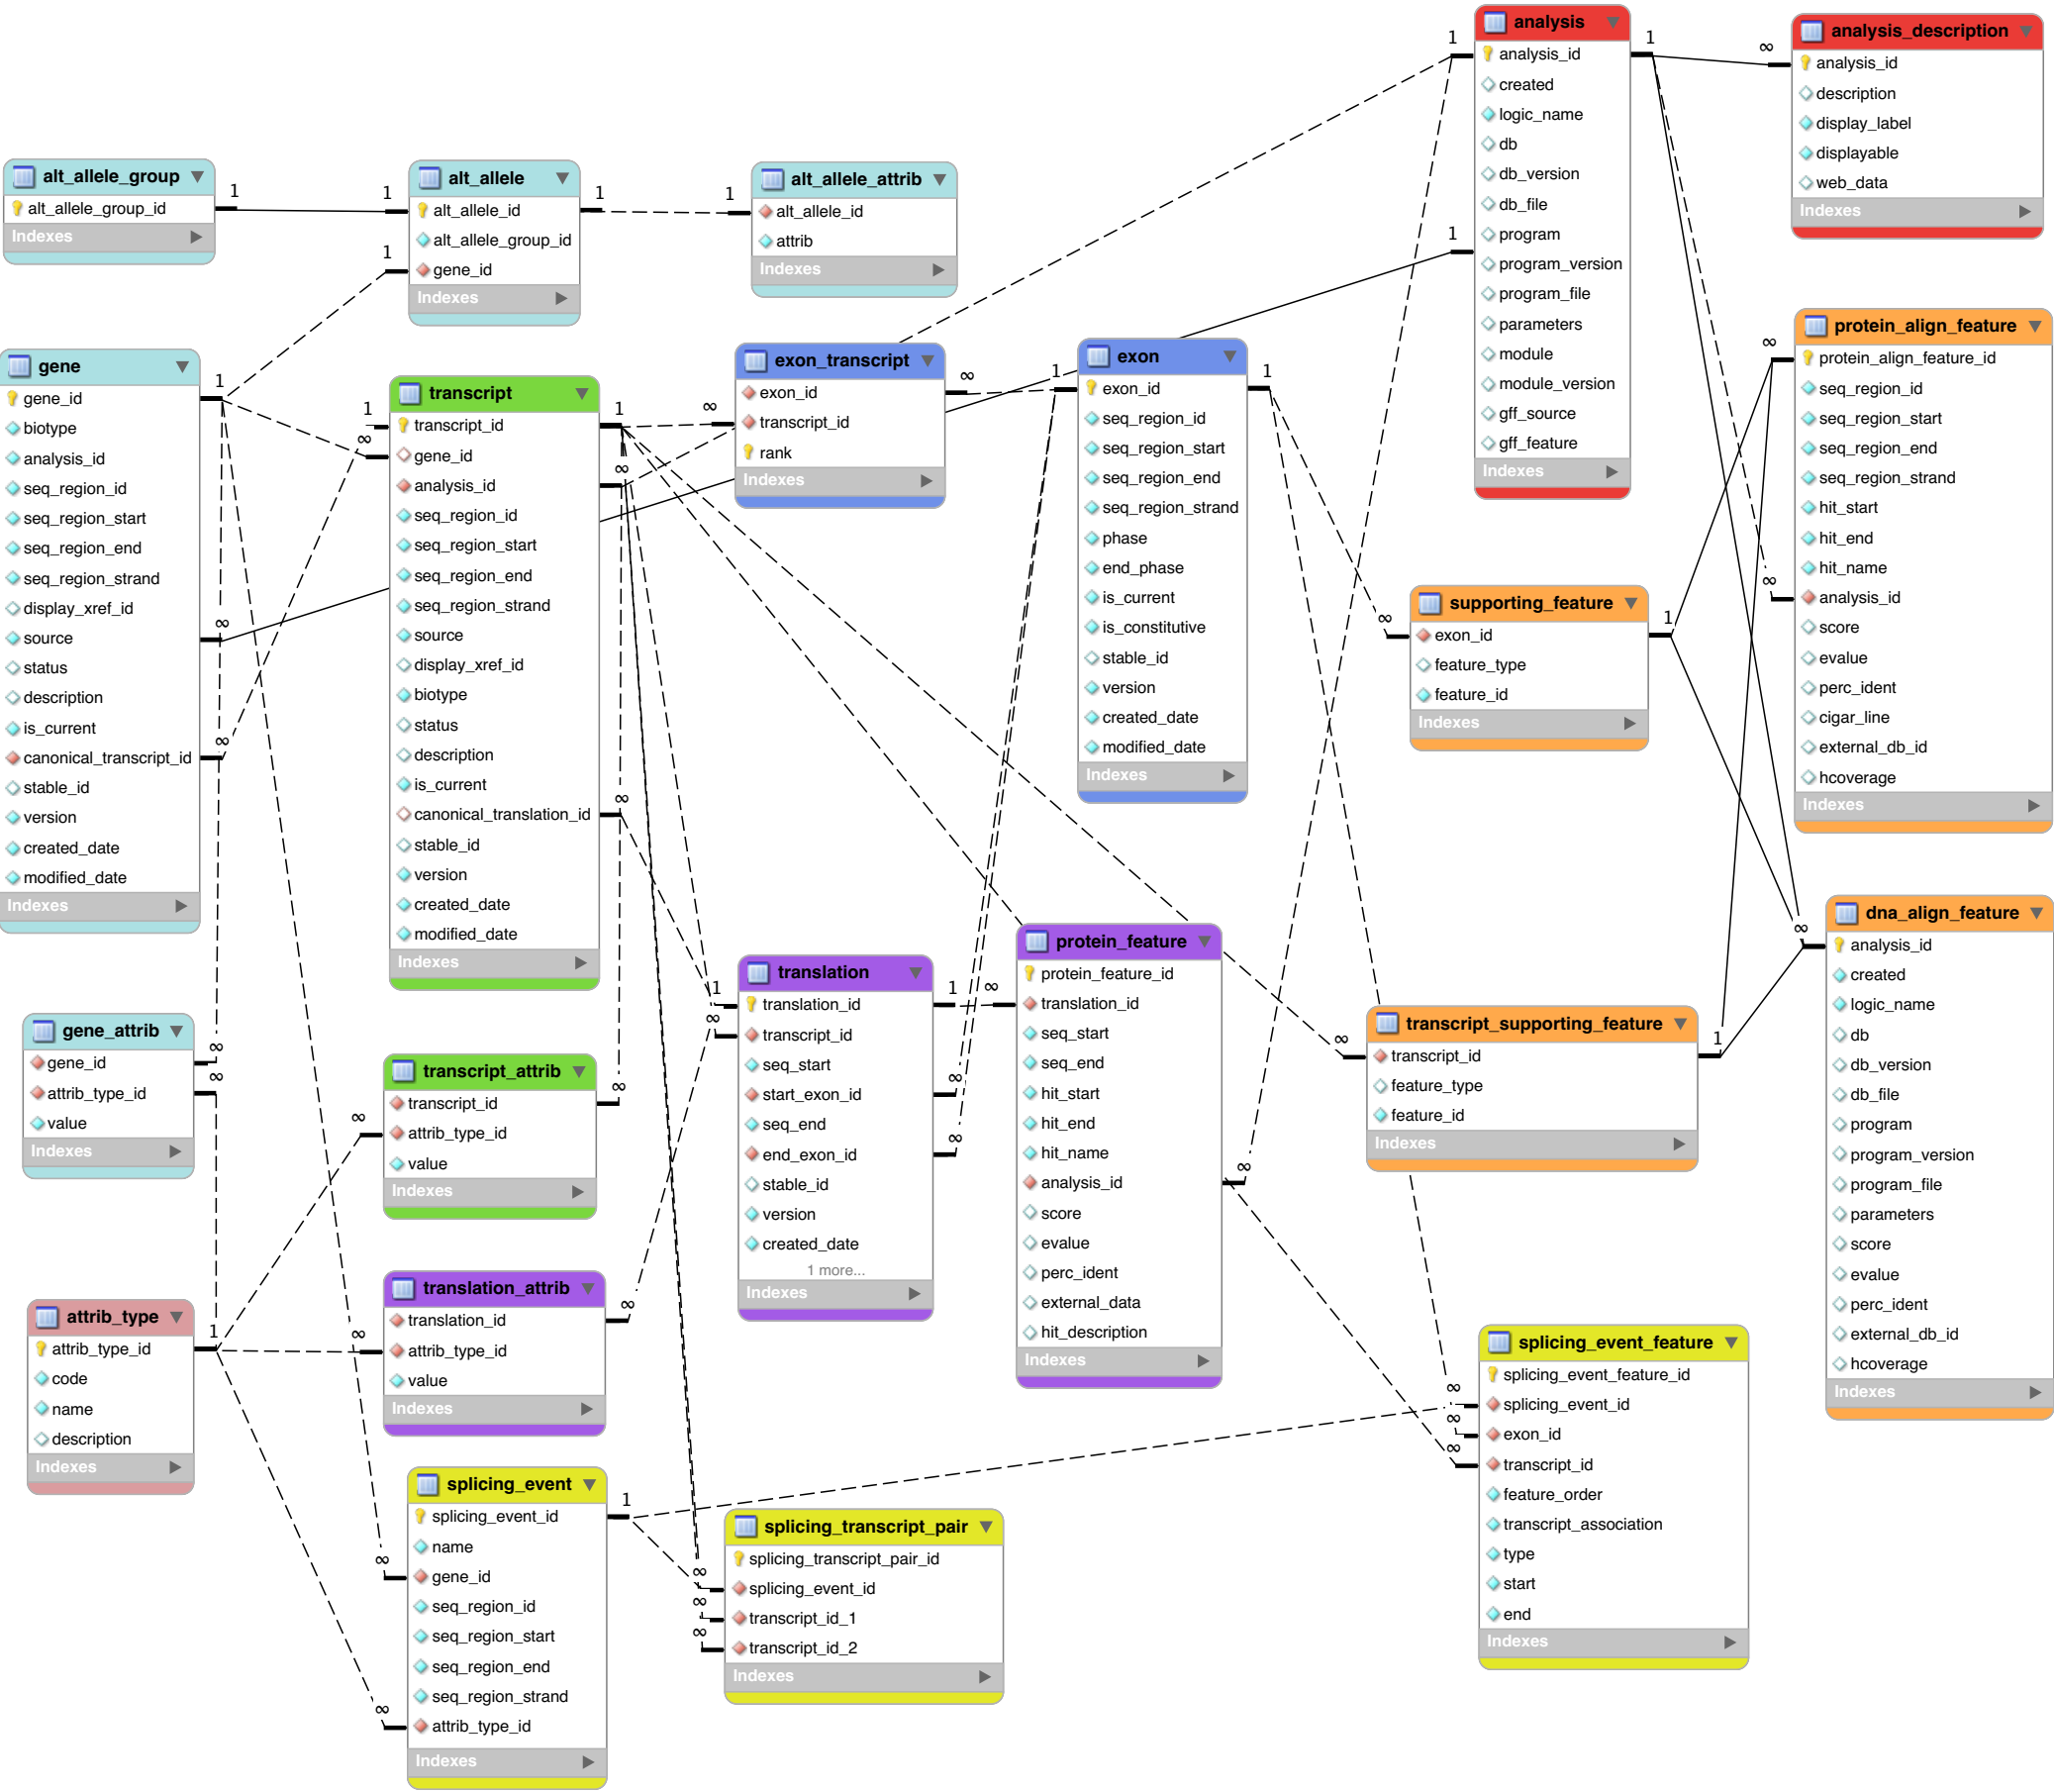 alt_allele_group
alt_allele_group_id
Indexes
alt_allele
alt_allele_id
alt_allele_group_id
gene_id
Indexes
alt_allele_attrib
alt_allele_id
attrib
Indexes
analysis
analysis_id
created
logic_name
db
db_version
db_file
program
program_version
program_file
parameters
module
module_version
gff_source
gff_feature
Indexes
analysis_description
analysis_id
description
display_label
displayable
web_data
Indexes
gene
gene_id
biotype
analysis_id
seq_region_id
seq_region_start
seq_region_end
seq_region_strand
display_xref_id
source
status
description
is_current
canonical_transcript_id
stable_id
version
created_date
modified_date
Indexes
transcript
transcript_id
gene_id
analysis_id
seq_region_id
seq_region_start
seq_region_end
seq_region_strand
source
display_xref_id
biotype
status
description
is_current
canonical_translation_id
stable_id
version
created_date
modified_date
Indexes
exon_transcript
exon_id
transcript_id
rank
Indexes
exon
exon_id
seq_region_id
seq_region_start
seq_region_end
seq_region_strand
phase
end_phase
is_current
is_constitutive
stable_id
version
created_date
modified_date
Indexes
supporting_feature
exon_id
feature_type
feature_id
Indexes
protein_align_feature
protein_align_feature_id
seq_region_id
seq_region_start
seq_region_end
seq_region_strand
hit_start
hit_end
hit_name
analysis_id
score
evalue
perc_ident
cigar_line
external_db_id
hcoverage
Indexes
gene_attrib
gene_id
attrib_type_id
value
Indexes
transcript_attrib
transcript_id
attrib_type_id
value
Indexes
translation
translation_id
transcript_id
seq_start
start_exon_id
seq_end
end_exon_id
stable_id
version
created_date
1 more...
Indexes
protein_feature
protein_feature_id
translation_id
seq_start
seq_end
hit_start
hit_end
hit_name
analysis_id
score
evalue
perc_ident
external_data
hit_description
Indexes
transcript_supporting_feature
transcript_id
feature_type
feature_id
Indexes
dna_align_feature
analysis_id
created
logic_name
db
db_version
db_file
program
program_version
program_file
parameters
score
evalue
perc_ident
external_db_id
hcoverage
Indexes
attrib_type
attrib_type_id
code
name
description
Indexes
translation_attrib
translation_id
attrib_type_id
value
Indexes
splicing_event
splicing_event_id
name
gene_id
seq_region_id
seq_region_start
seq_region_end
seq_region_strand
attrib_type_id
Indexes
splicing_transcript_pair
splicing_transcript_pair_id
splicing_event_id
transcript_id_1
transcript_id_2
Indexes
splicing_event_feature
splicing_event_feature_id
splicing_event_id
exon_id
transcript_id
feature_order
transcript_association
type
start
end
Indexes